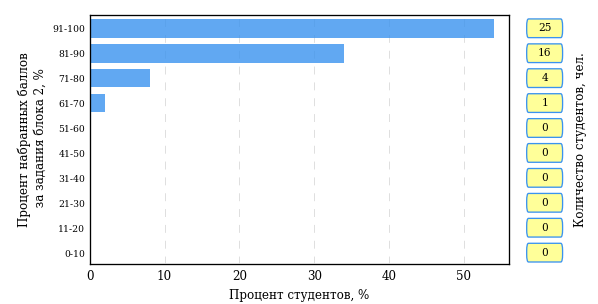 Процент набранных баллов
за задания блока 2, %
91-100 25
81-90 16
71-80 4
61-70 1
51-60 0
41-50 0
31-40 0
21-30 0
11-20 0
0-10 0
0 10 20 30 40 50
Процент студентов, %
Количество студентов, чел.